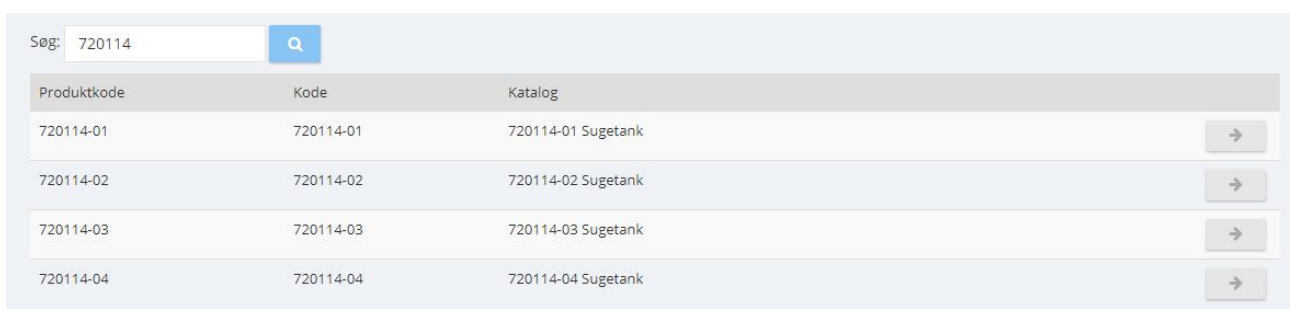 Søg: 720114
Produktkode Kode Katalog
720114-01 720114-01 720114-01 Sugetank
720114-02 720114-02 720114-02 Sugetank
720114-03 720114-03 720114-03 Sugetank
720114-04 720114-04 720114-04 Sugetank